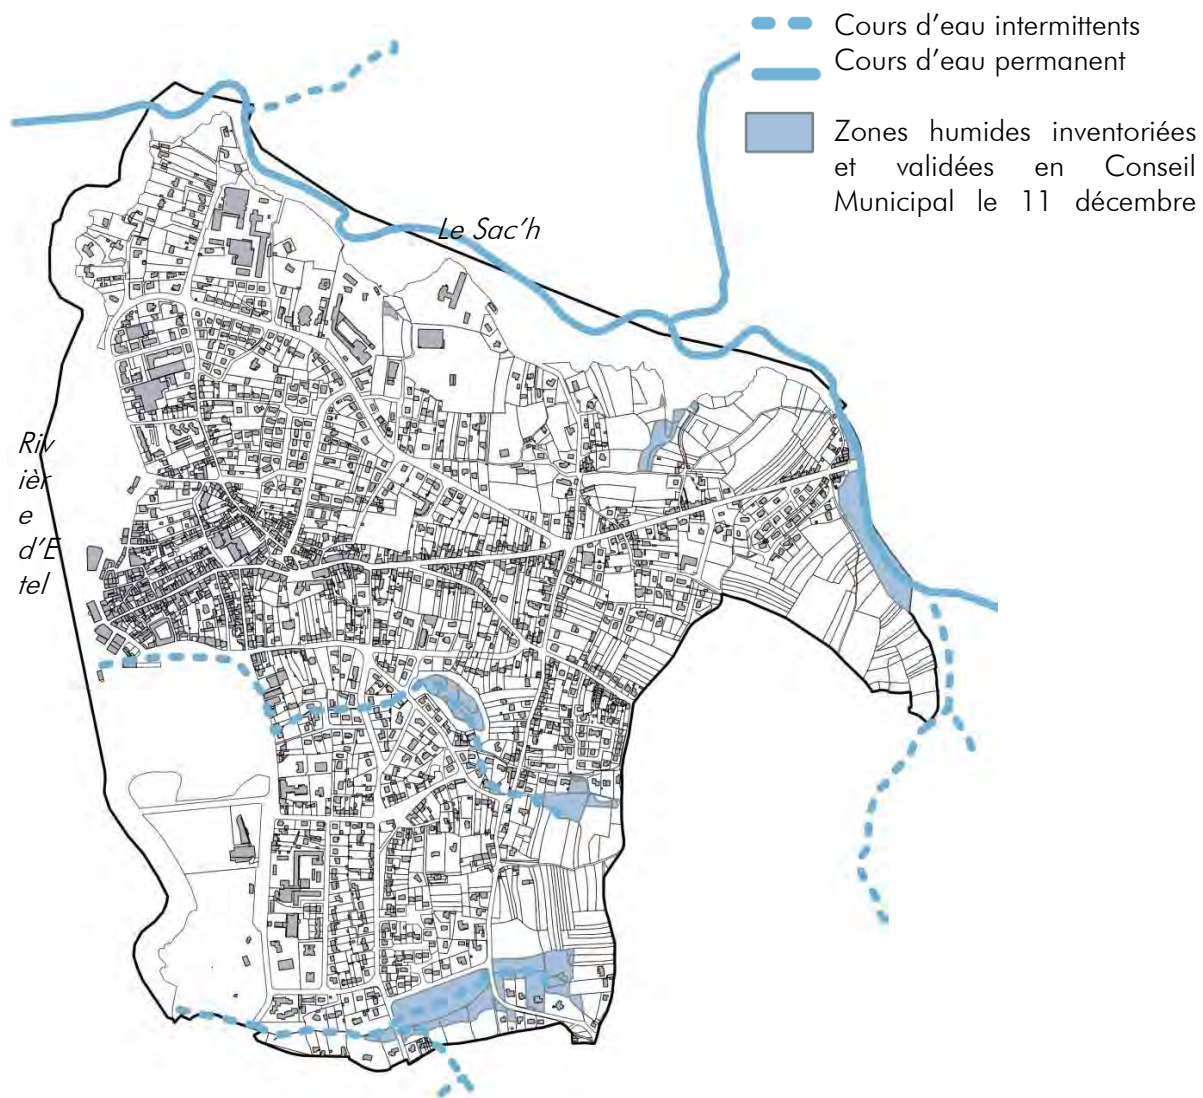 Cours d’eau intermittents
Cours d’eau permanent
Zones humides inventoriées
et validées en Conseil
Municipal le 11 décembre
Le Sac’h
Riv
ièr
e
d’E
tel